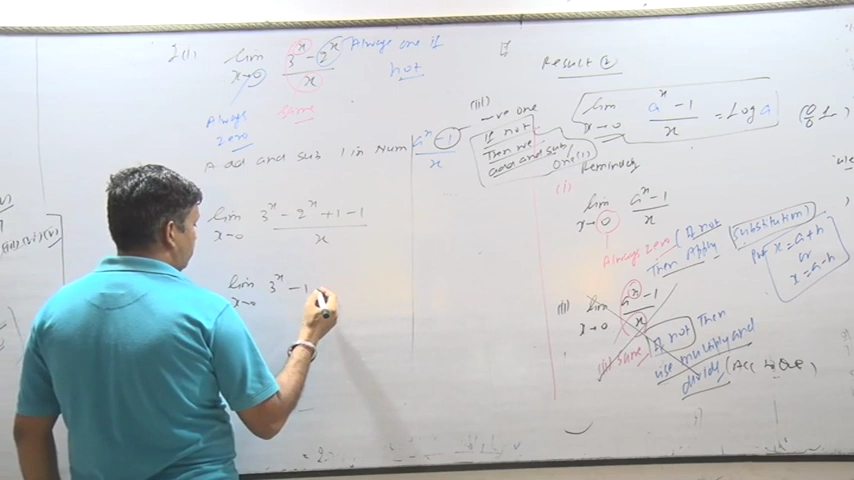 lim 3^x - 2^x
x→0 x
Always one if
not
Always
zero
same
Add and sub 1 in Num
lim 3^x - 2^x + 1 - 1
x→0 x
lim 3^x - 1
x→0
(iii)
-ve one
a^x - 1
x
If not
Then we
add and sub
one(1)
Result
lim a^x - 1 = Log a
x→0 x
Reminder
(i)
lim a^x - 1
x→0 x
Always zero (If not
Then Apply
(substitution)
Put x = a + h
or
x = a - h
(ii)
lim a^x - 1
x→0 x
same
If not Then
use multiply and
divide (Acc to Que)